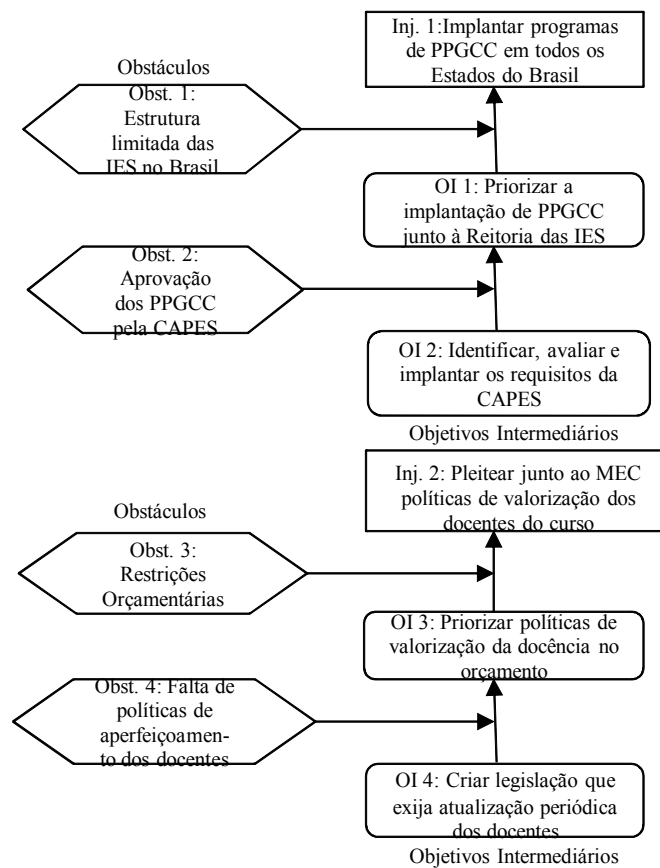 Inj. 1:Implantar programas
de PPGCC em todos os
Estados do Brasil
Obstáculos
Obst. 1:
Estrutura
limitada das
IES no Brasil
OI 1: Priorizar a
implantação de PPGCC
junto à Reitoria das IES
Obst. 2:
Aprovação
dos PPGCC
pela CAPES
OI 2: Identificar, avaliar e
implantar os requisitos da
CAPES
Objetivos Intermediários
Inj. 2: Pleitear junto ao MEC
políticas de valorização dos
docentes do curso
Obstáculos
Obst. 3:
Restrições
Orçamentárias
OI 3: Priorizar políticas de
valorização da docência no
orçamento
Obst. 4: Falta de
políticas de
aperfeiçoamen-
to dos docentes
OI 4: Criar legislação que
exija atualização periódica
dos docentes
Objetivos Intermediários